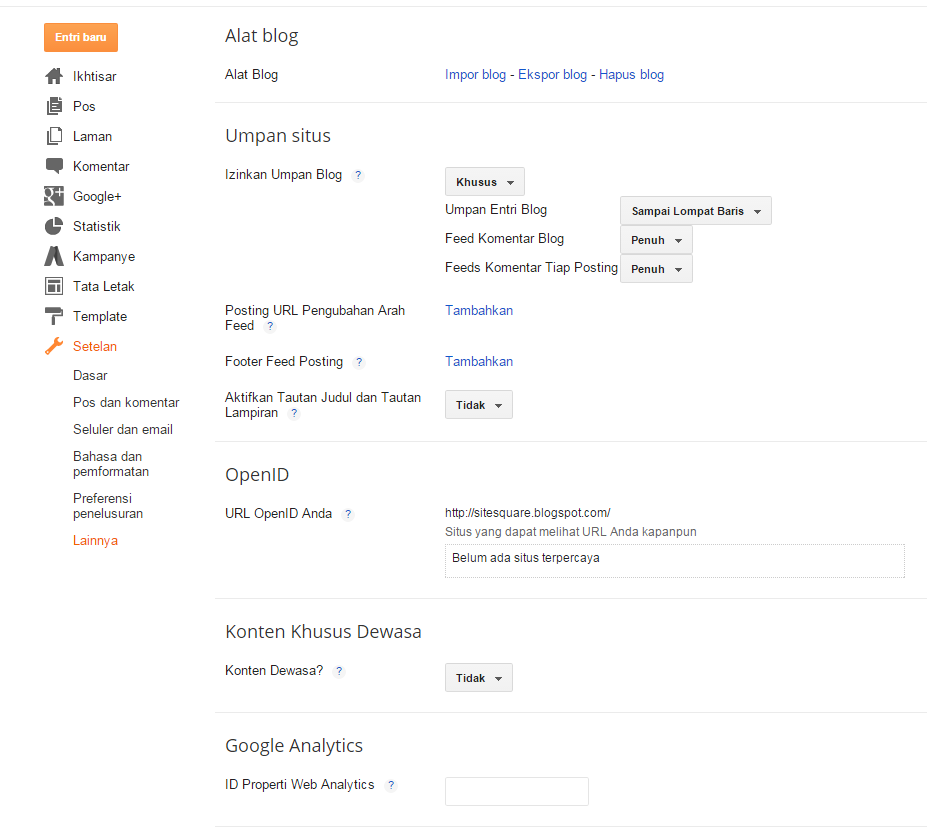 Entri baru
Ikhtisar
Pos
Laman
Komentar
Google+
Statistik
Kampanye
Tata Letak
Template
Setelan
Dasar
Pos dan komentar
Seluler dan email
Bahasa dan
pemformatan
Preferensi
penelusuran
Lainnya
Alat blog
Alat Blog Impor blog - Ekspor blog - Hapus blog
Umpan situs
Izinkan Umpan Blog ? Khusus
Umpan Entri Blog Sampai Lompat Baris
Feed Komentar Blog Penuh
Feeds Komentar Tiap Posting Penuh
Posting URL Pengubahan Arah Tambahkan
Feed ?
Footer Feed Posting ? Tambahkan
Aktifkan Tautan Judul dan Tautan Tidak
Lampiran ?
OpenID
URL OpenID Anda ? http://sitesquare.blogspot.com/
Situs yang dapat melihat URL Anda kapanpun
Belum ada situs terpercaya
Konten Khusus Dewasa
Konten Dewasa? ? Tidak
Google Analytics
ID Properti Web Analytics ?